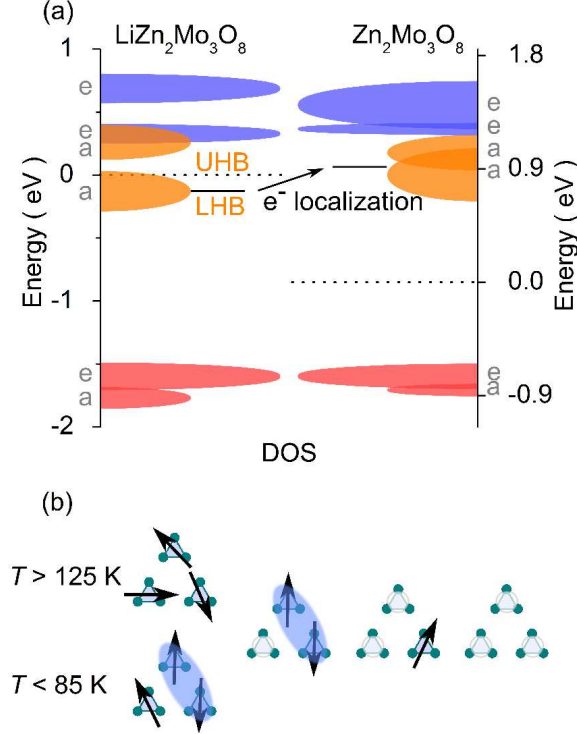 (a)
LiZn2Mo3O8
Zn2Mo3O8
1
0
-1
-2
Energy ( eV)
e
e
a
a
e
a
UHB
LHB
e- localization
e
e
a
a
e
a
1.8
0.9
0.0
-0.9
Energy ( eV)
DOS
(b)
T > 125 K
T < 85 K